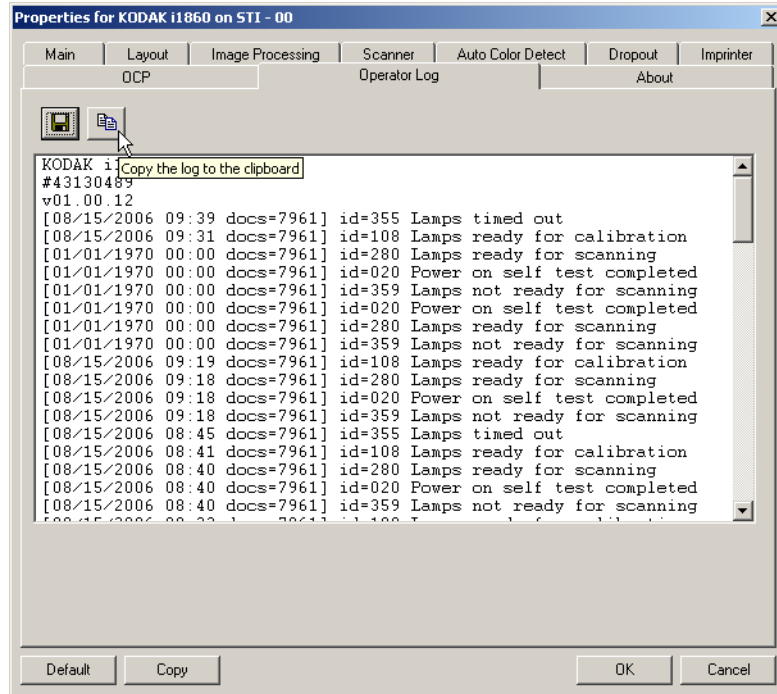 Properties for KODAK i1860 on STI - 00
Main Layout Image Processing Scanner Auto Color Detect Dropout Imprinter
OCP Operator Log About
KODAK i
Copy the log to the clipboard
#43130489
v01.00.12
[08/15/2006 09:39 docs=7961] id=355 Lamps timed out
[08/15/2006 09:31 docs=7961] id=108 Lamps ready for calibration
[01/01/1970 00:00 docs=7961] id=280 Lamps ready for scanning
[01/01/1970 00:00 docs=7961] id=020 Power on self test completed
[01/01/1970 00:00 docs=7961] id=359 Lamps not ready for scanning
[01/01/1970 00:00 docs=7961] id=020 Power on self test completed
[01/01/1970 00:00 docs=7961] id=280 Lamps ready for scanning
[01/01/1970 00:00 docs=7961] id=359 Lamps not ready for scanning
[08/15/2006 09:19 docs=7961] id=108 Lamps ready for calibration
[08/15/2006 09:18 docs=7961] id=280 Lamps ready for scanning
[08/15/2006 09:18 docs=7961] id=020 Power on self test completed
[08/15/2006 09:18 docs=7961] id=359 Lamps not ready for scanning
[08/15/2006 08:45 docs=7961] id=355 Lamps timed out
[08/15/2006 08:41 docs=7961] id=108 Lamps ready for calibration
[08/15/2006 08:40 docs=7961] id=280 Lamps ready for scanning
[08/15/2006 08:40 docs=7961] id=020 Power on self test completed
[08/15/2006 08:40 docs=7961] id=359 Lamps not ready for scanning
Default Copy OK Cancel